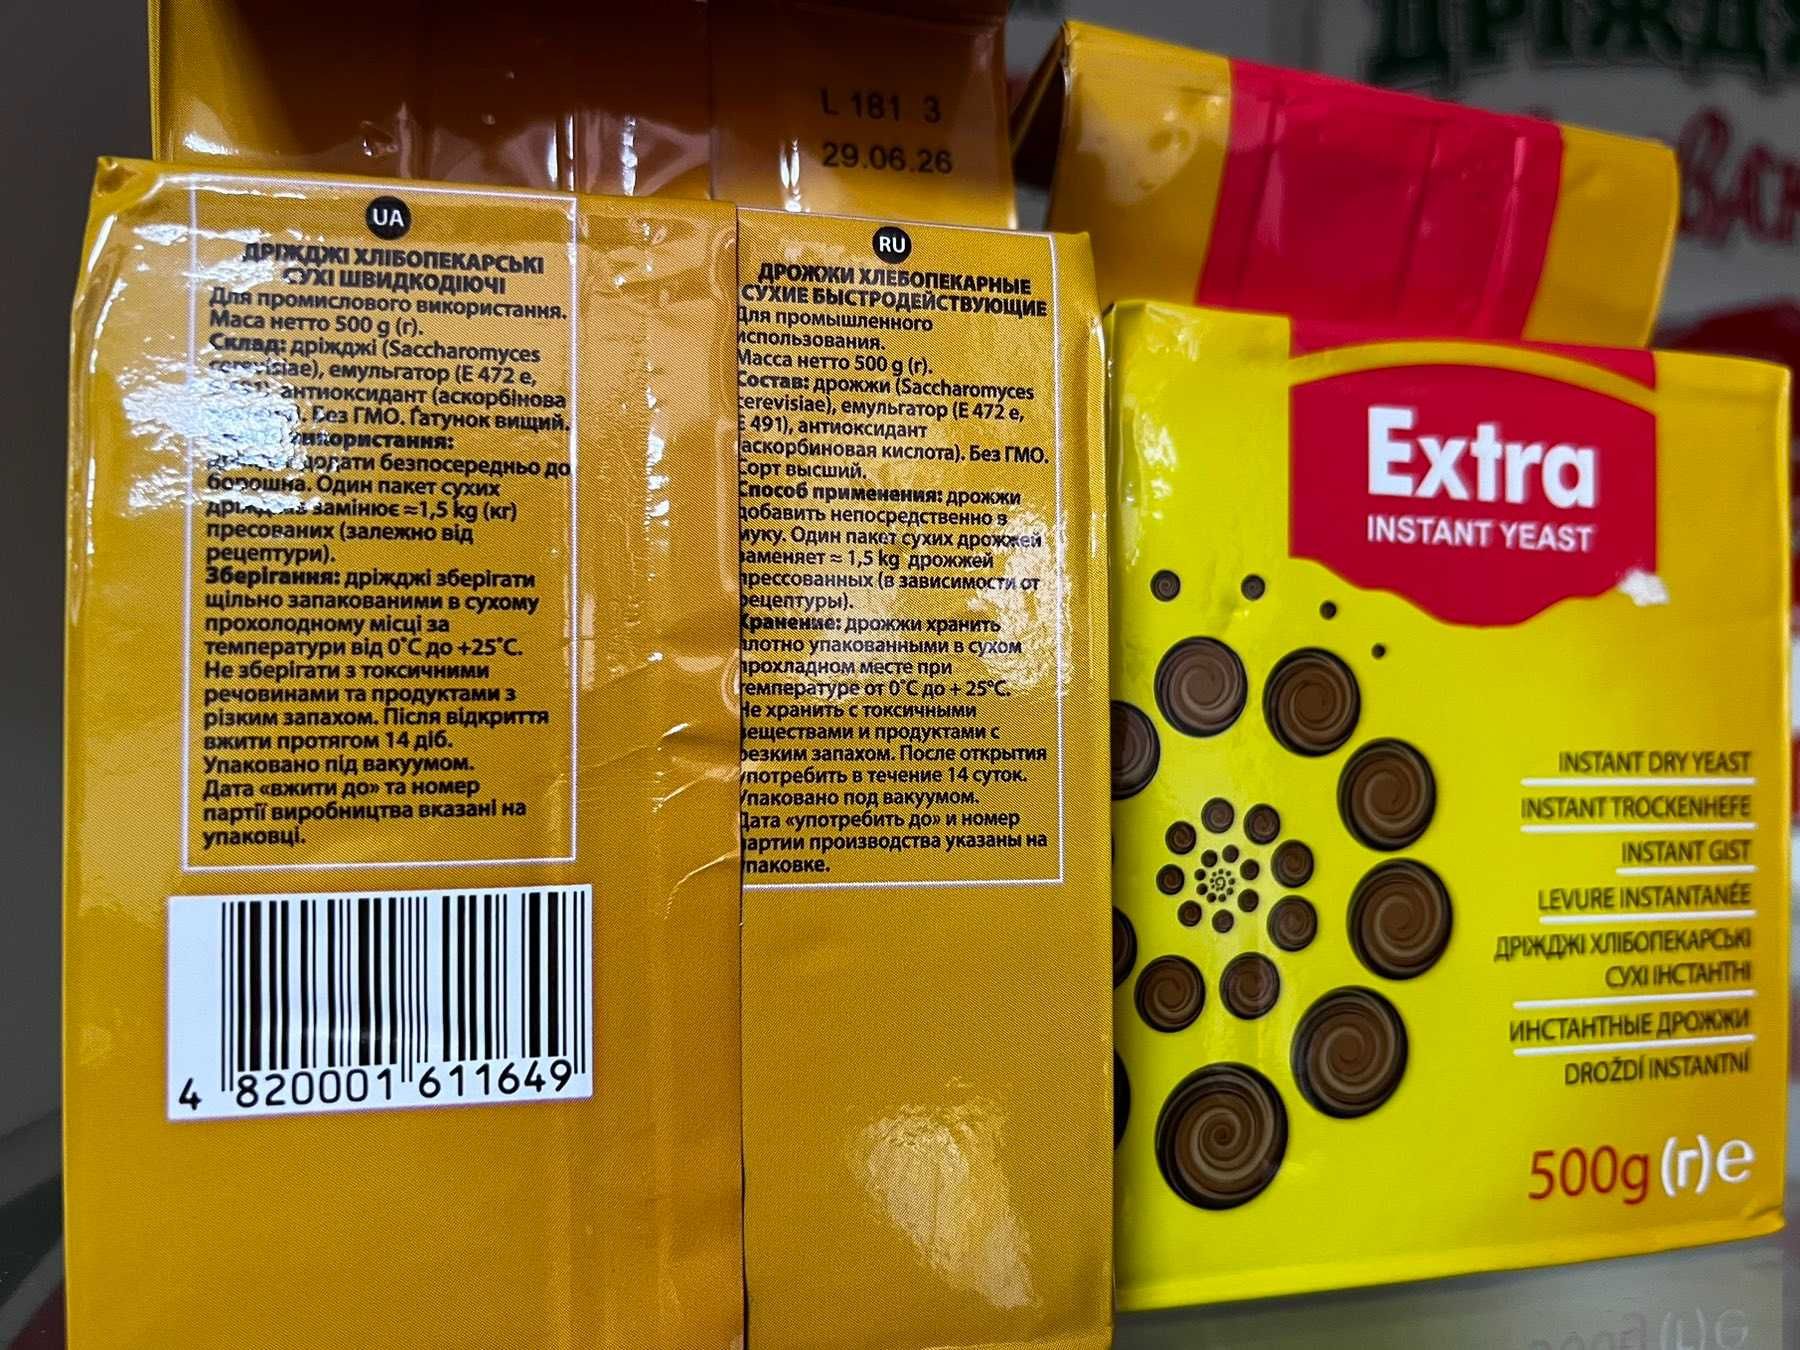 L 181 3
29.06.26
UA
ДРІЖДЖІ ХЛІБОПЕКАРСЬКІ
СУХІ ШВИДКОДІЮЧІ
Для промислового використання.
Маса нетто 500 g (г).
Склад: дріжджі (Saccharomyces
cerevisiae), емульгатор (Е 472 е,
антиоксидант (аскорбінова
Без ГМО. Ґатунок вищий.
використання:
додати безпосередньо до
борошна. Один пакет сухих
замінює ≈1,5 kg (кг)
пресованих (залежно від
рецептури).
Зберігання: дріжджі зберігати
щільно запакованими в сухому
прохолодному місці за
температури від 0˚С до +25˚С.
Не зберігати з токсичними
речовинами та продуктами з
різким запахом. Після відкриття
вжити протягом 14 діб.
Упаковано під вакуумом.
Дата «вжити до» та номер
партії виробництва вказані на
упаковці.
4 820001 611649
RU
ДРОЖЖИ ХЛЕБОПЕКАРНЫЕ
СУХИЕ БЫСТРОДЕЙСТВУЮЩИЕ
Для промышленного
использования.
Масса нетто 500 g (г).
Состав: дрожжи (Saccharomyces
cerevisiae), емульгатор (Е 472 е,
Е 491), антиоксидант
(аскорбиновая кислота). Без ГМО.
Сорт высший.
Способ применения: дрожжи
добавить непосредственно в
муку. Один пакет сухих дрожжей
заменяет ≈ 1,5 kg дрожжей
прессованных (в зависимости от
рецептуры).
Хранение: дрожжи хранить
плотно упакованными в сухом
прохладном месте при
температуре от 0˚С до + 25°С.
Не хранить с токсичными
веществами и продуктами с
резким запахом. После открытия
употребить в течение 14 суток.
Упаковано под вакуумом.
Дата «употребить до» и номер
партии производства указаны на
упаковке.
Extra
INSTANT YEAST
INSTANT DRY YEAST
INSTANT TROCKENHEFE
INSTANT GIST
LEVURE INSTANTANÉE
ДРІЖДЖІ ХЛІБОПЕКАРСЬКІ
СУХІ ІНСТАНТНІ
ИНСТАНТНЫЕ ДРОЖЖИ
DROŽDÍ INSTANTNÍ
500g (г)e